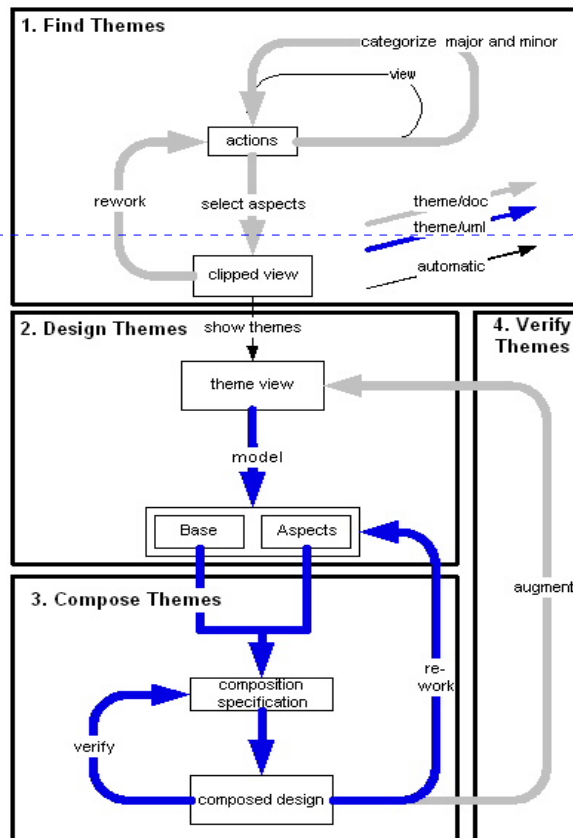 1. Find Themes
categorize major and minor
view
actions
rework
select aspects
theme/doc
theme/uml
automatic
clipped view
show themes
2. Design Themes
4. Verify
Themes
theme view
model
Base
Aspects
augment
3. Compose Themes
re-
work
composition
specification
verify
composed design